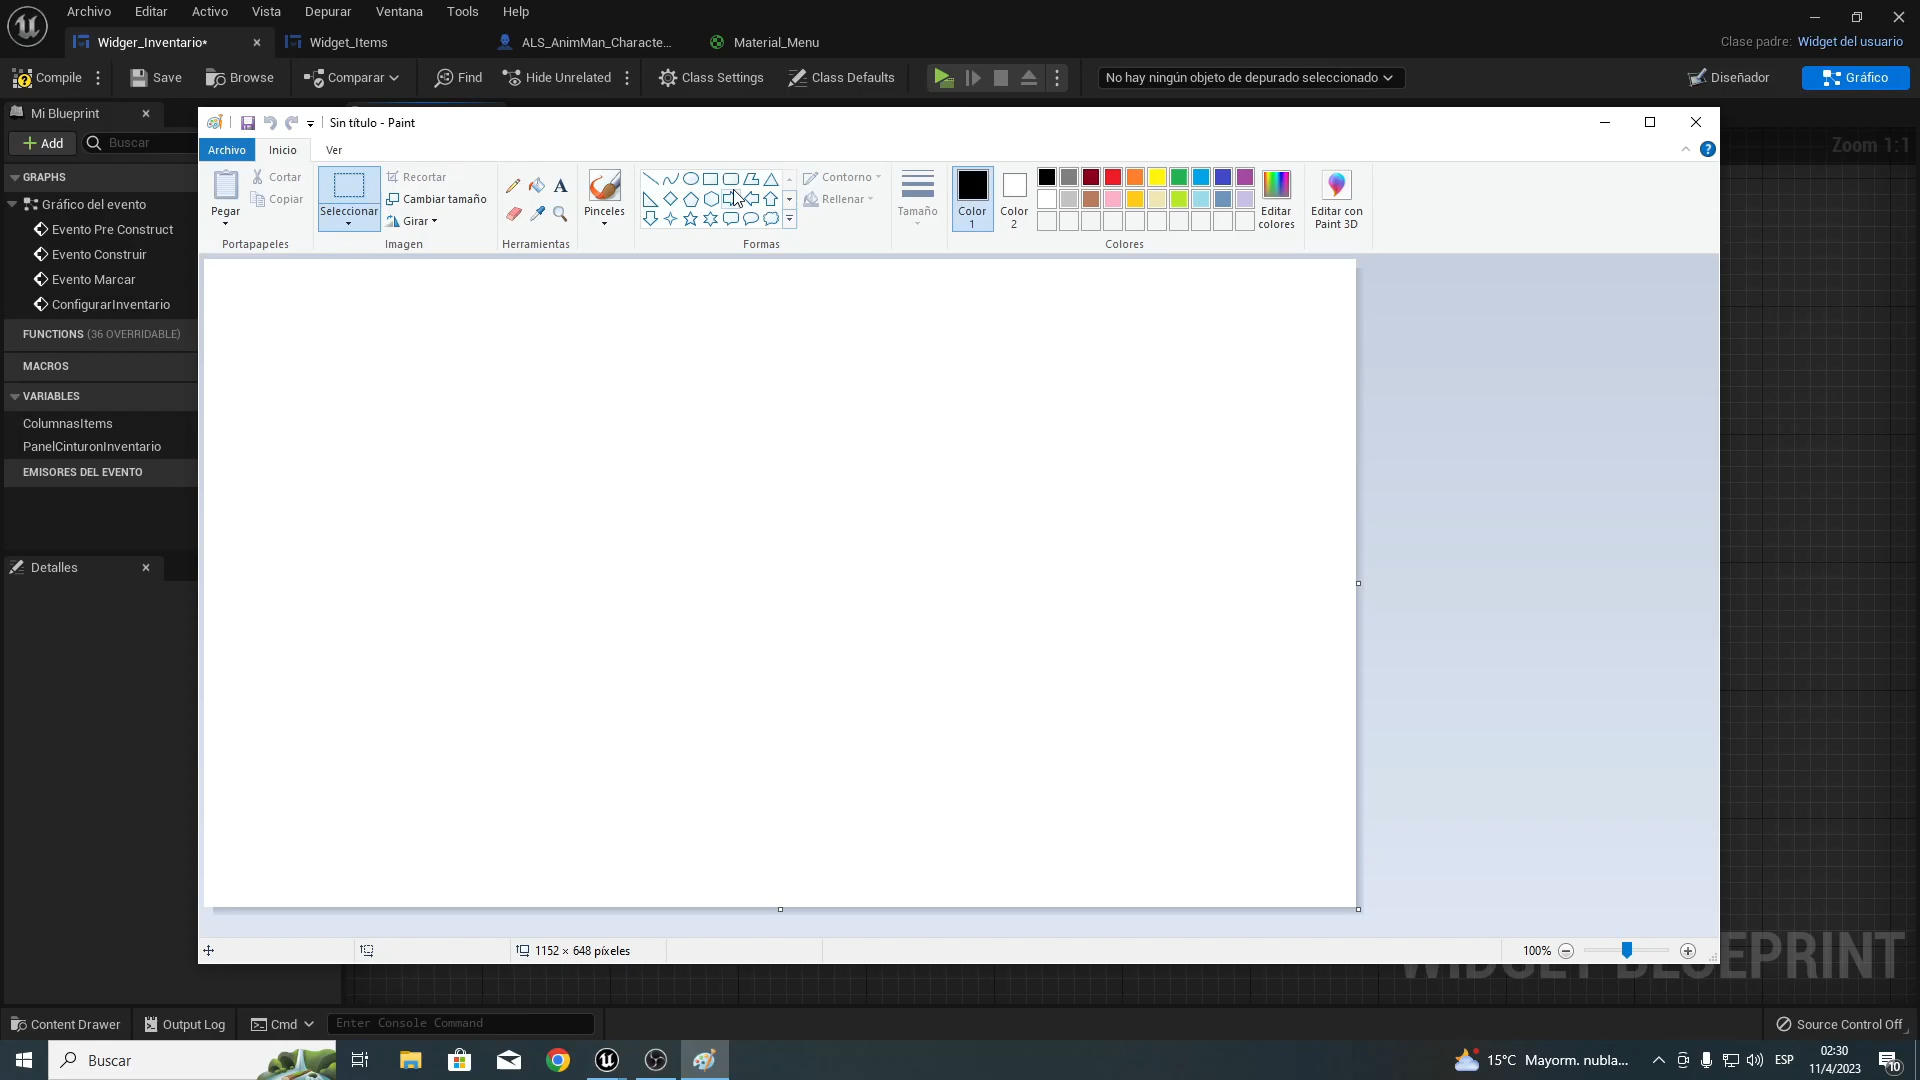 Archivo Editar Activo Vista Depurar Ventana Tools Help
Widger_Inventario* Widget_Items ALS_AnimMan_Characte... Material_Menu
Clase padre: Widget del usuario
Compile Save Browse Comparar Find Hide Unrelated Class Settings Class Defaults No hay ningún objeto de depurado seleccionado Diseñador Gráfico
Mi Blueprint
Add Buscar
GRAPHS
Gráfico del evento
Evento Pre Construct
Evento Construir
Evento Marcar
ConfigurarInventario
FUNCTIONS (36 OVERRIDABLE)
MACROS
VARIABLES
ColumnasItems
PanelCinturonInventario
EMISORES DEL EVENTO
Detalles
Zoom 1:1
Sin título - Paint
Archivo Inicio Ver
Pegar
Cortar
Copiar
Portapapeles
Seleccionar
Recortar
Cambiar tamaño
Girar
Imagen
Herramientas
Pinceles
Contorno
Rellenar
Formas
Tamaño
Color
1
Color
2
Editar
colores
Colores
Editar con
Paint 3D
1152 × 648 píxeles
100%
WIDGET BLUEPRINT
Content Drawer Output Log Cmd Enter Console Command Source Control Off
Buscar
15°C Mayorm. nubla... ESP
02:30
11/4/2023
10